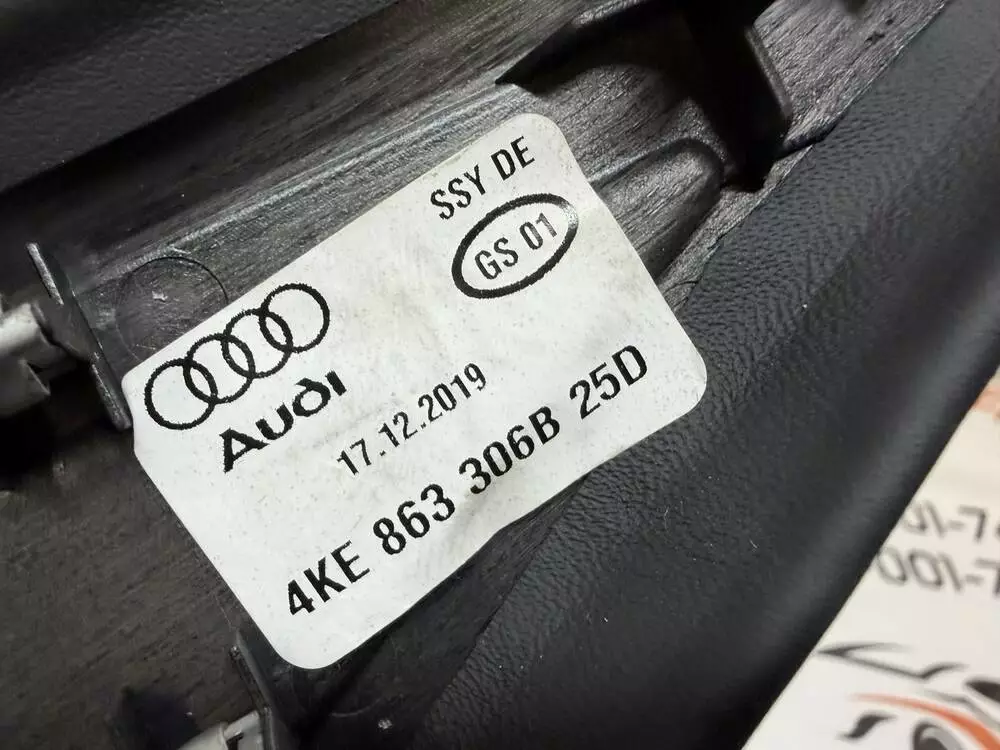 SSY DE
GS 01
Audi
17.12.2019
4KE 863 306B 25D